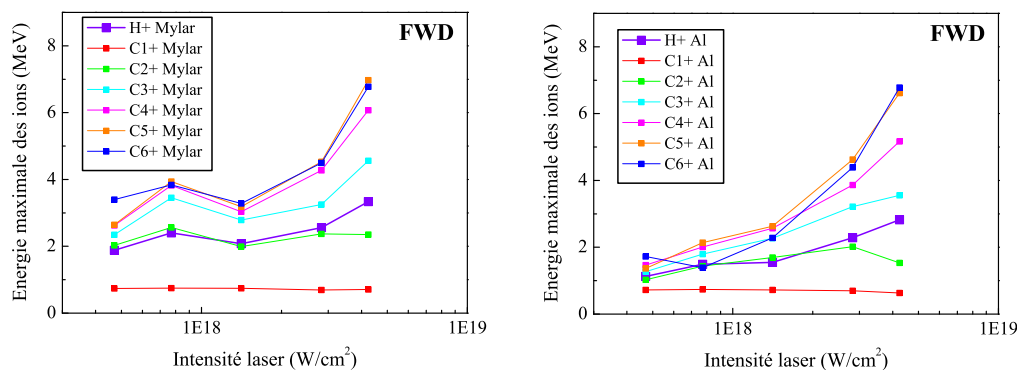 FWD
H+ Mylar
C1+ Mylar
C2+ Mylar
C3+ Mylar
C4+ Mylar
C5+ Mylar
C6+ Mylar
Energie maximale des ions (MeV)
8
6
4
2
0
1E18
1E19
Intensité laser (W/cm²)
FWD
H+ Al
C1+ Al
C2+ Al
C3+ Al
C4+ Al
C5+ Al
C6+ Al
Energie maximale des ions (MeV)
8
6
4
2
0
1E18
1E19
Intensité laser (W/cm²)